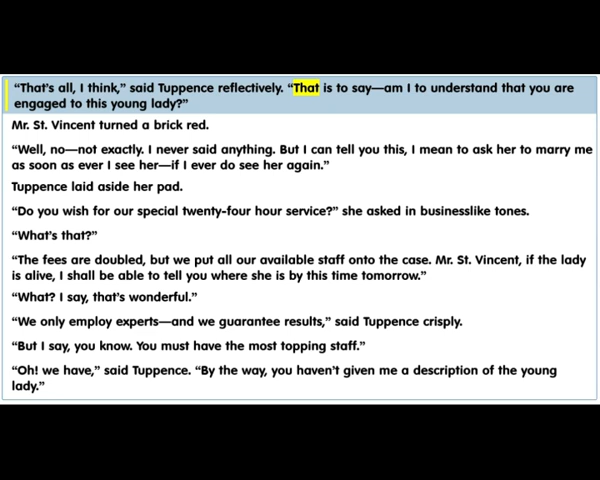 “That’s all, I think,” said Tuppence reflectively. “That is to say—am I to understand that you are
engaged to this young lady?”
Mr. St. Vincent turned a brick red.
“Well, no—not exactly. I never said anything. But I can tell you this, I mean to ask her to marry me
as soon as ever I see her—if I ever do see her again.”
Tuppence laid aside her pad.
“Do you wish for our special twenty-four hour service?” she asked in businesslike tones.
“What’s that?”
“The fees are doubled, but we put all our available staff onto the case. Mr. St. Vincent, if the lady
is alive, I shall be able to tell you where she is by this time tomorrow.”
“What? I say, that’s wonderful.”
“We only employ experts—and we guarantee results,” said Tuppence crisply.
“But I say, you know. You must have the most topping staff.”
“Oh! we have,” said Tuppence. “By the way, you haven’t given me a description of the young
lady.”